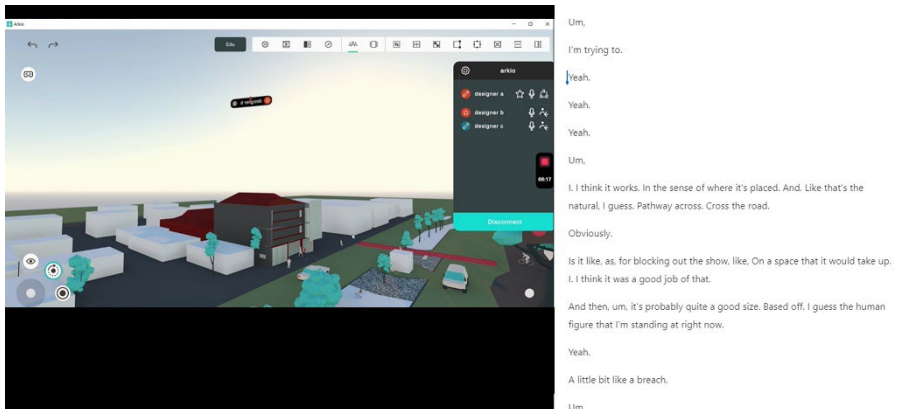 Arkio
Edu
arkio
designer a
designer b
designer c
00:17
Disconnect
Um,
I'm trying to.
Yeah.
Yeah.
Yeah.
Um,
I. I think it works. In the sense of where it's placed. And. Like that's the
natural, I guess. Pathway across. Cross the road.
Obviously.
Is it like, as, for blocking out the show, like, On a space that it would take up.
I. I think it was a good job of that.
And then, um, it's probably quite a good size. Based off. I guess the human
figure that I'm standing at right now.
Yeah.
A little bit like a breach.
Um